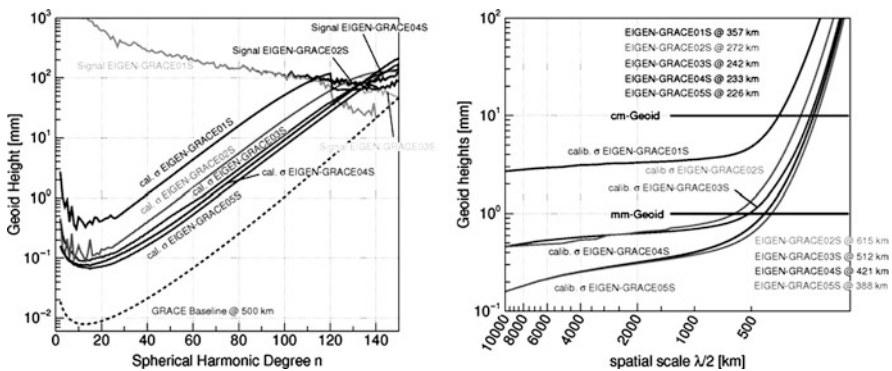 Geoid Height [mm]
10³
10²
10¹
10⁰
10⁻¹
10⁻²
0 20 40 60 80 100 120 140
Spherical Harmonic Degree n
Signal EIGEN-GRACE04S
Signal EIGEN-GRACE02S
Signal EIGEN-GRACE01S
Signal EIGEN-GRACE03S
cal. σ EIGEN-GRACE01S
cal. σ EIGEN-GRACE02S
cal. σ EIGEN-GRACE03S
cal. σ EIGEN-GRACE04S
cal. σ EIGEN-GRACE05S
GRACE Baseline @ 500 km
Geoid heights [mm]
10²
10¹
10⁰
10⁻¹
10000
8000
6000
4000
2000
1000
500
spatial scale λ/2 [km]
EIGEN-GRACE01S @ 357 km
EIGEN-GRACE02S @ 272 km
EIGEN-GRACE03S @ 242 km
EIGEN-GRACE04S @ 233 km
EIGEN-GRACE05S @ 226 km
cm-Geoid
calib. σ EIGEN-GRACE01S
calib σ EIGEN-GRACE02S
calib. σ EIGEN-GRACE03S
mm-Geoid
calib. σ EIGEN-GRACE04S
calib. σ EIGEN-GRACE05S
EIGEN-GRACE02S @ 615 km
EIGEN-GRACE03S @ 512 km
EIGEN-GRACE04S @ 421 km
EIGEN-GRACE05S @ 388 km